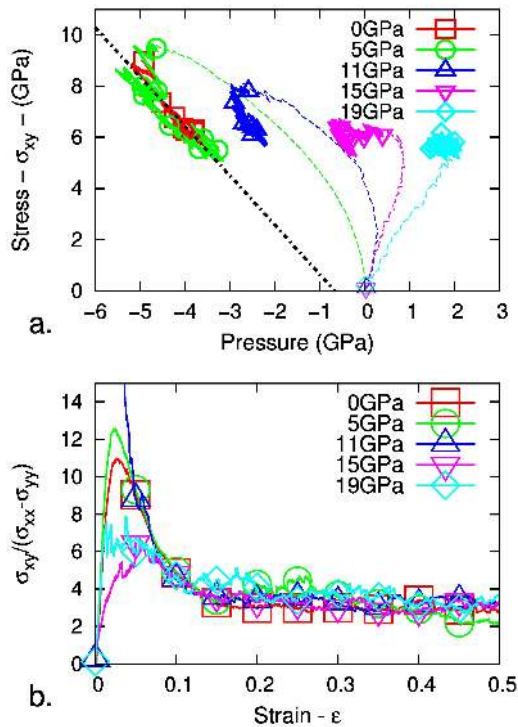 10
8
6
4
2
0
Stress – σxy – (GPa)
0GPa
5GPa
11GPa
15GPa
19GPa
−6 −5 −4 −3 −2 −1 0 1 2 3
Pressure (GPa)
a.
14
12
10
8
6
4
2
0
σxy/(σxx-σyy)
0GPa
5GPa
11GPa
15GPa
19GPa
0 0.1 0.2 0.3 0.4 0.5
Strain - ε
b.